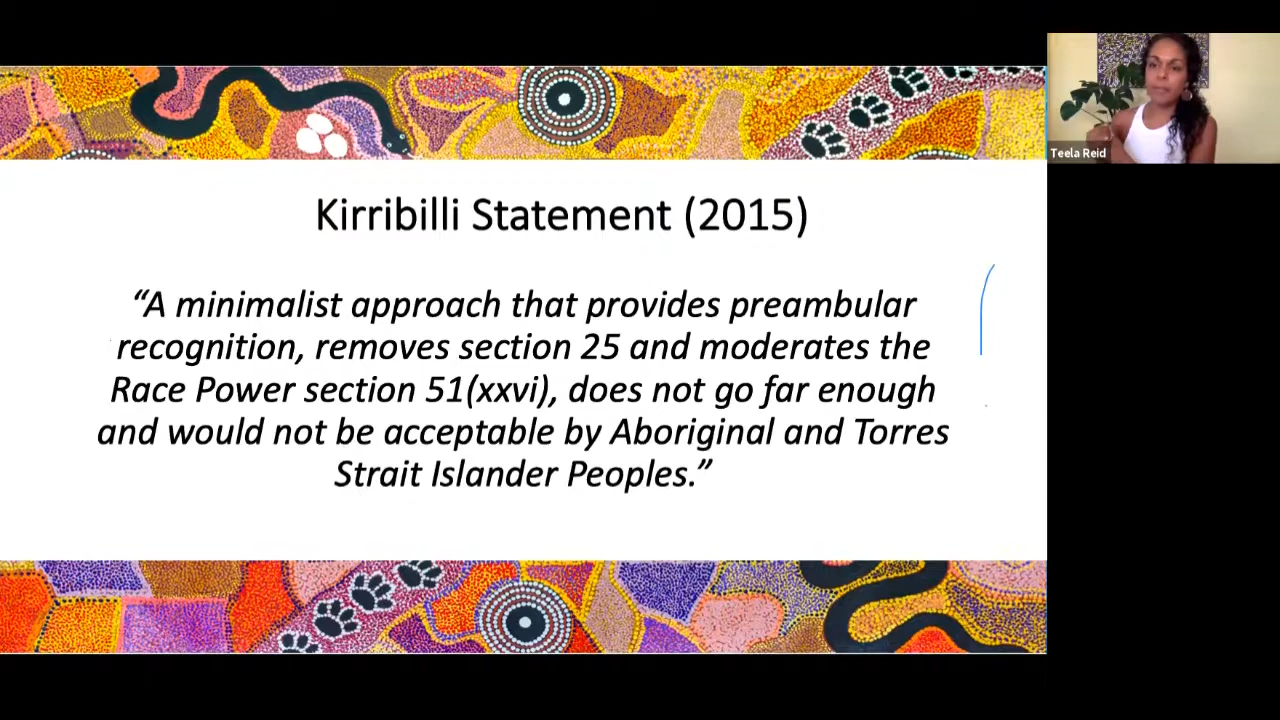 Kirribilli Statement (2015)
“A minimalist approach that provides preambular
recognition, removes section 25 and moderates the
Race Power section 51(xxvi), does not go far enough
and would not be acceptable by Aboriginal and Torres
Strait Islander Peoples.”
Teela Reid